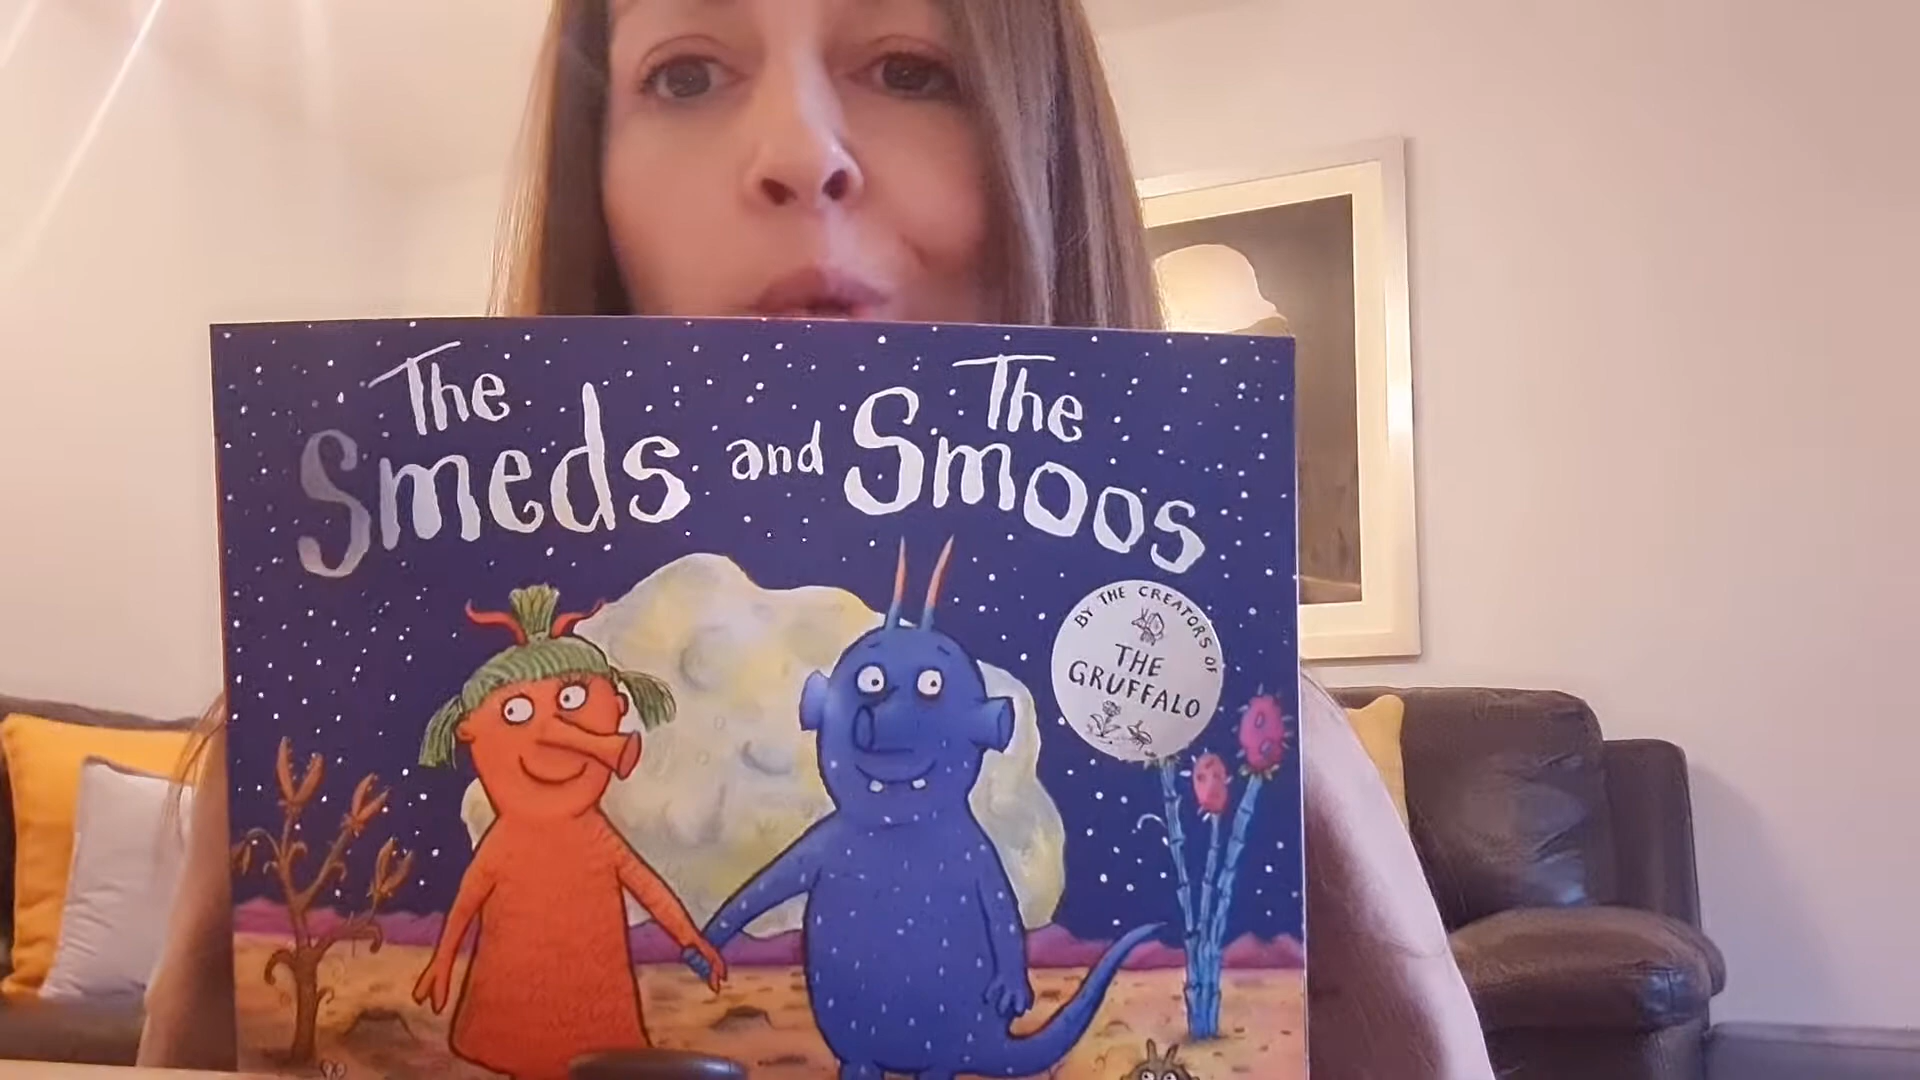 The The
Smeds and Smoos
BY THE CREATORS OF
THE
GRUFFALO